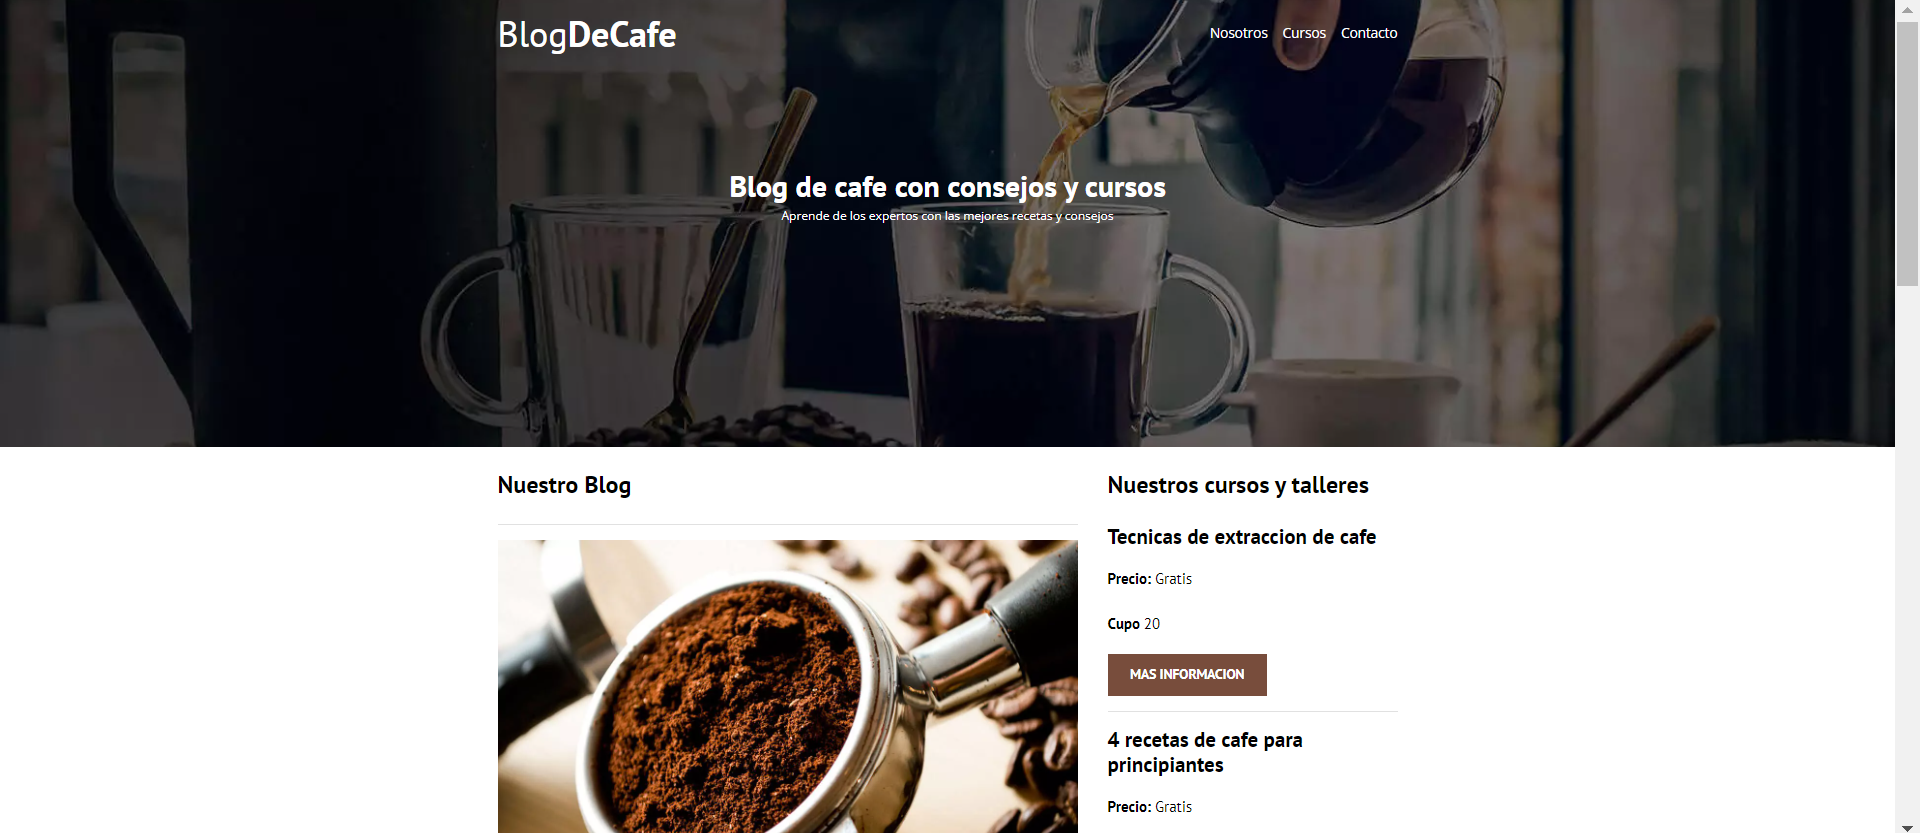 BlogDeCafe
Nosotros Cursos Contacto
Blog de cafe con consejos y cursos
Aprende de los expertos con las mejores recetas y consejos
Nuestro Blog
Nuestros cursos y talleres
Tecnicas de extraccion de cafe
Precio: Gratis
Cupo 20
MAS INFORMACION
4 recetas de cafe para
principiantes
Precio: Gratis